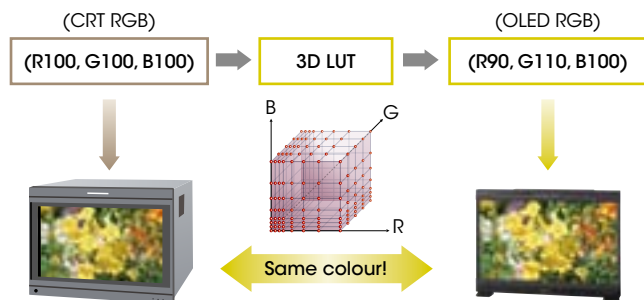 (CRT RGB)
(OLED RGB)
(R100, G100, B100)
3D LUT
(R90, G110, B100)
B
G
R
Same colour!